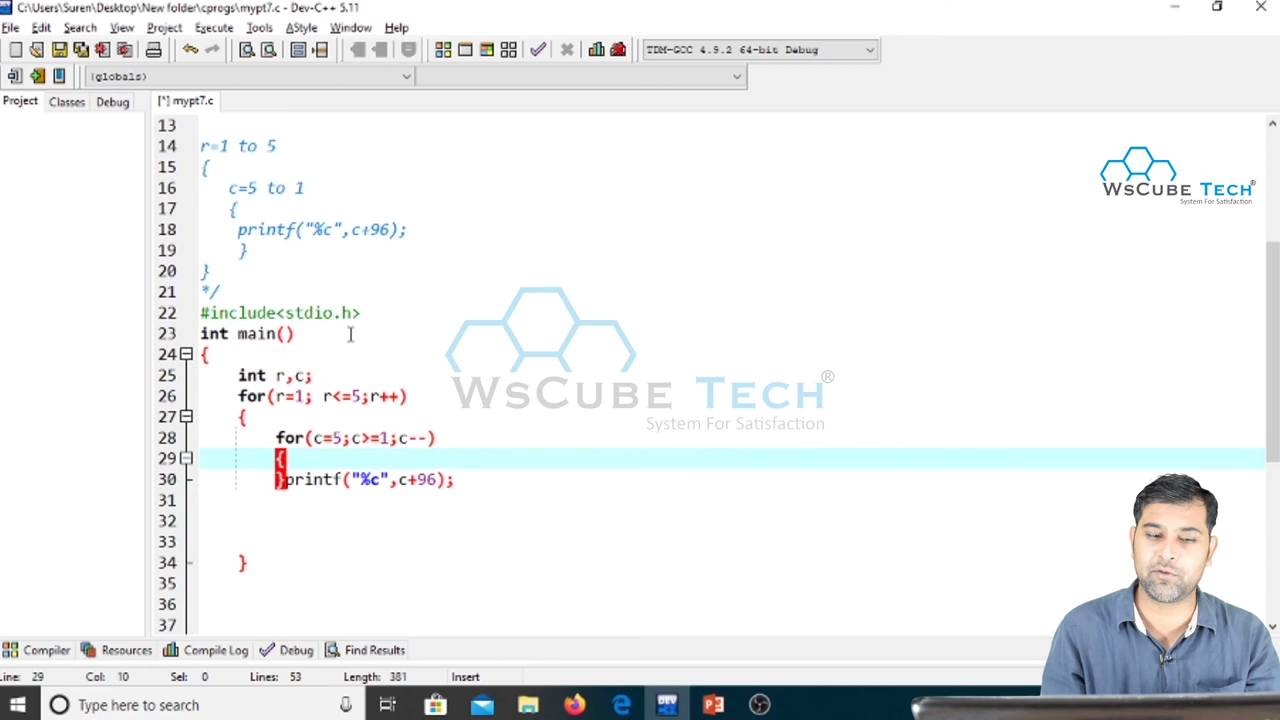 C:\Users\Suren\Desktop\New folder\cprogs\mypt7.c - Dev-C++ 5.11
File Edit Search View Project Execute Tools AStyle Window Help
TDM-GCC 4.9.2 64-bit Debug
(globals)
Project Classes Debug
[*] mypt7.c
13
14 r=1 to 5
15 {
16 c=5 to 1
17 {
18 printf("%c",c+96);
19 }
20 }
21 */
22 #include<stdio.h>
23 int main()
24 {
25 int r,c;
26 for(r=1; r<=5;r++)
27 {
28 for(c=5;c>=1;c--)
29 {
30 }printf("%c",c+96);
31
32
33
34 }
35
36
37
WsCube Tech®
System For Satisfaction
WsCube Tech®
System For Satisfaction
Compiler Resources Compile Log Debug Find Results
Line: 29 Col: 10 Sel: 0 Lines: 53 Length: 381 Insert
Type here to search
DEV